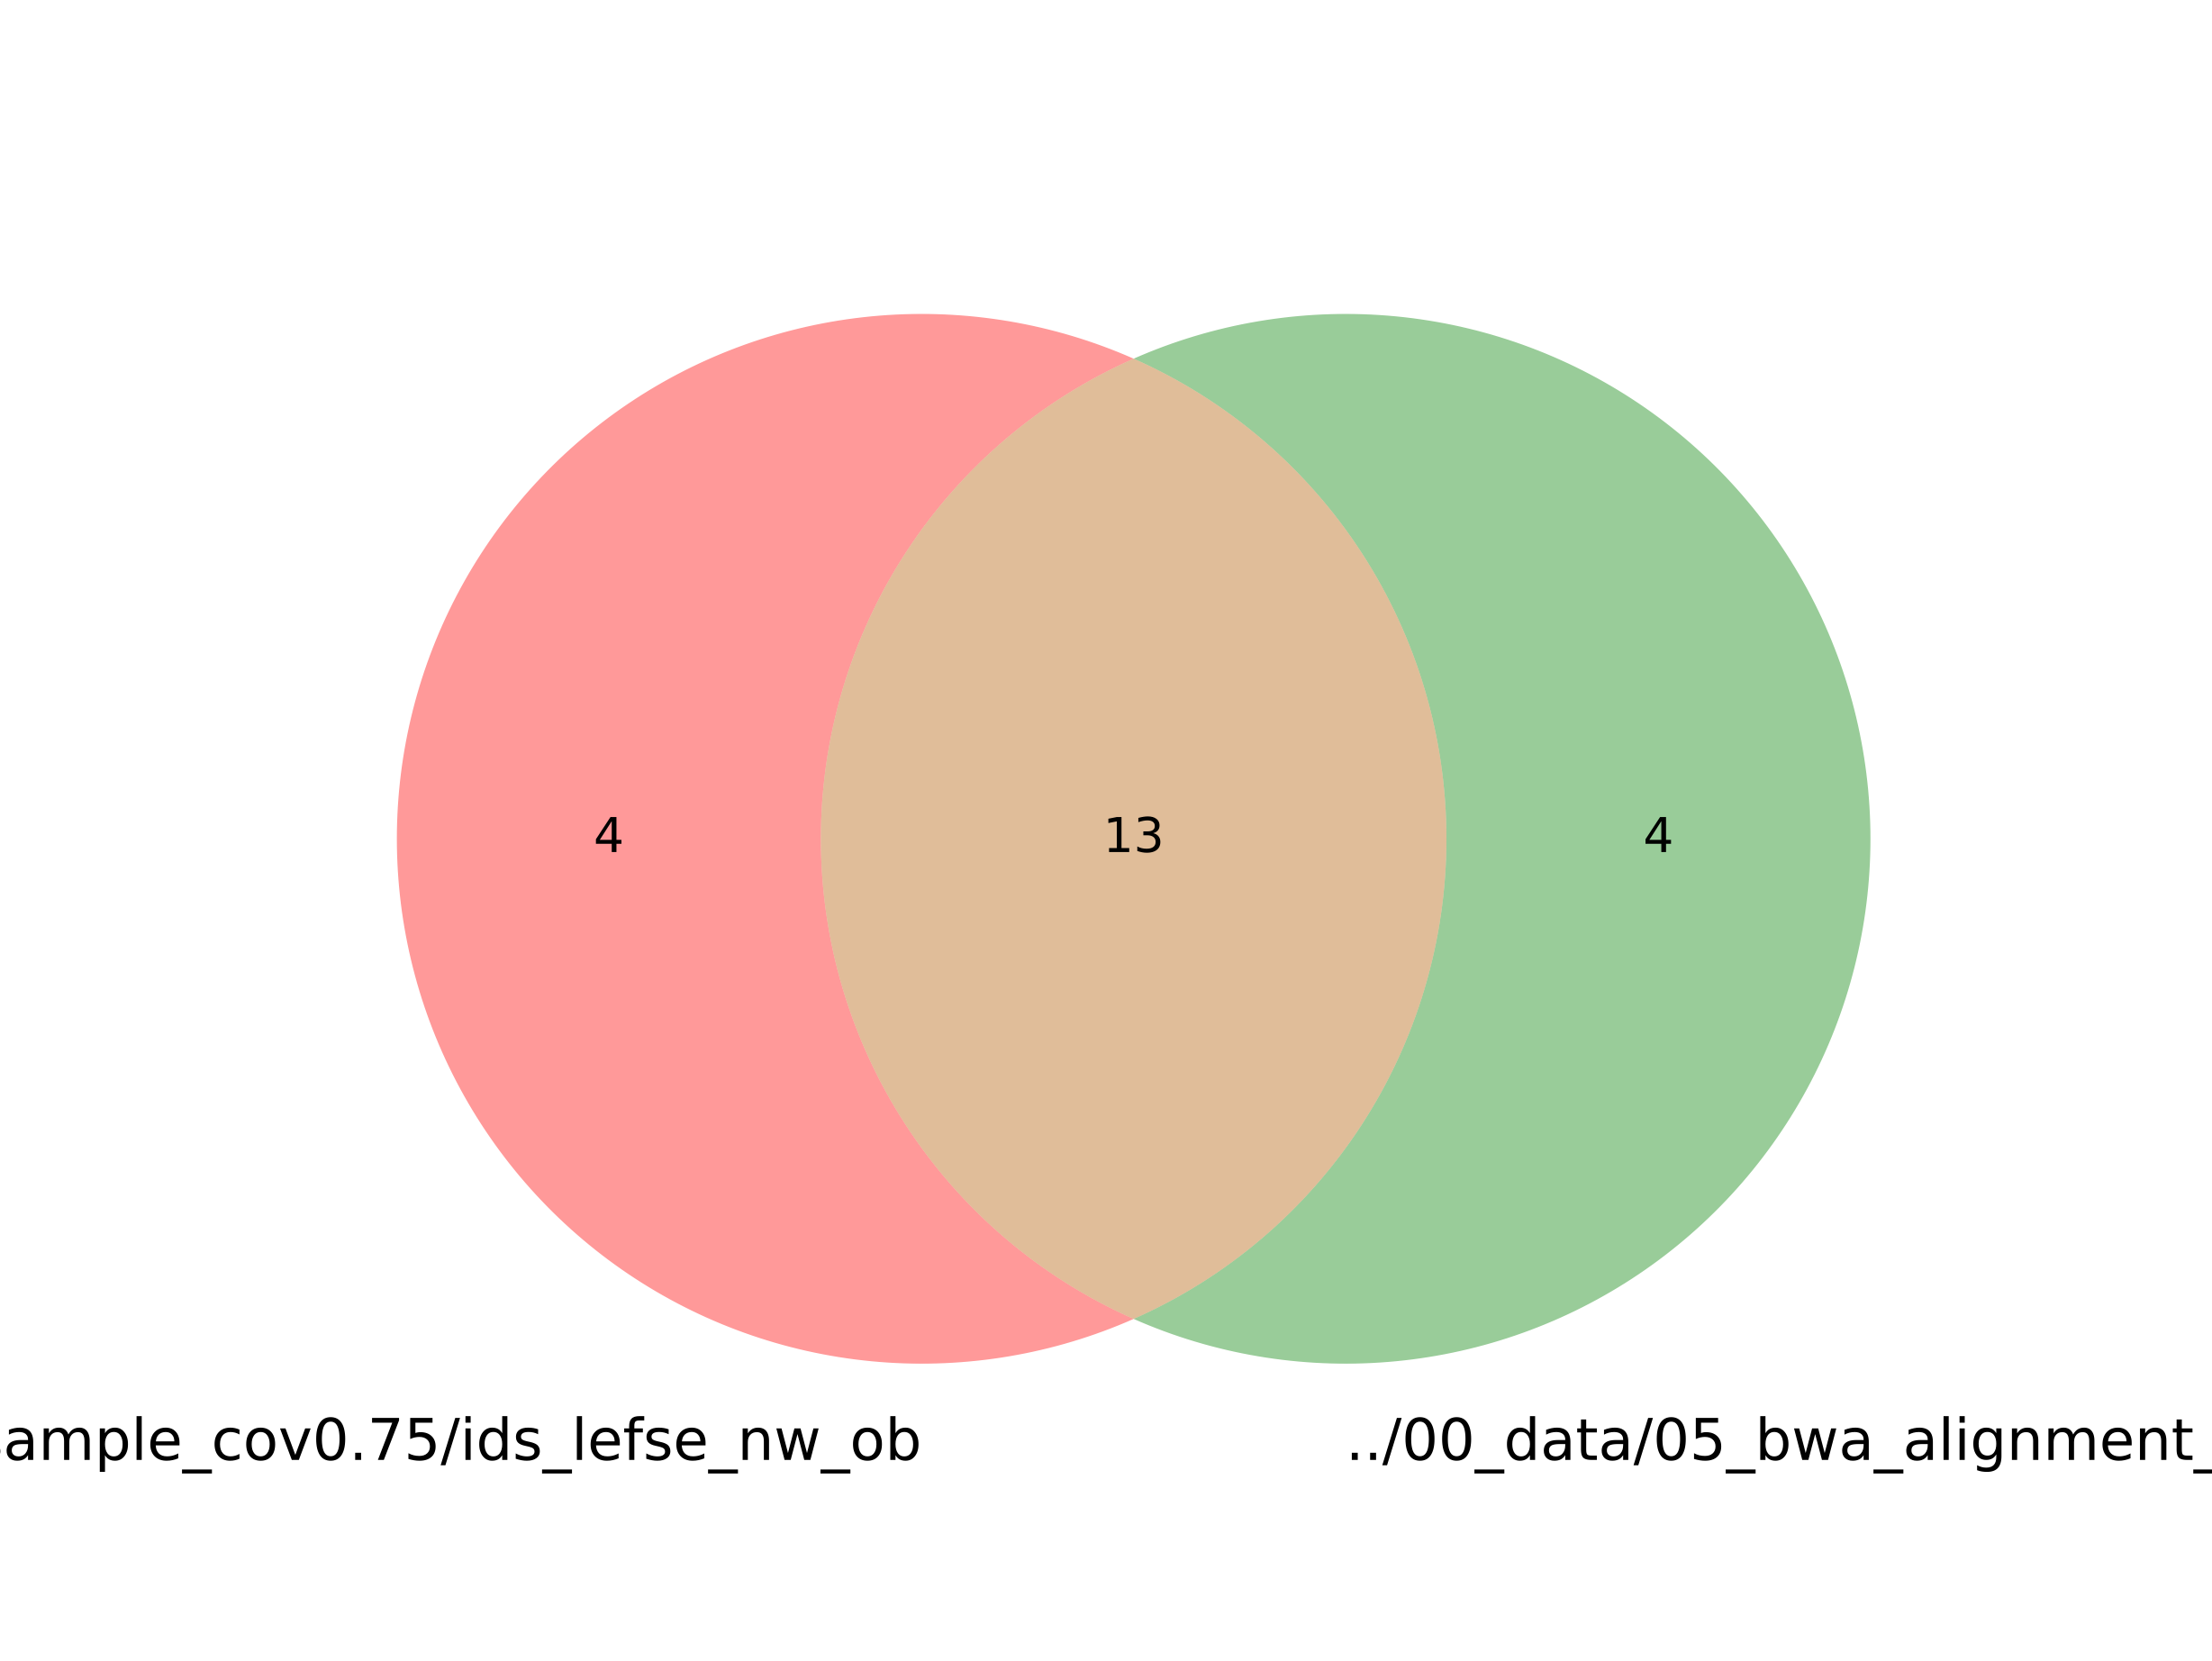 4 13 4
ample_cov0.75/ids_lefse_nw_ob ../00_data/05_bwa_alignment_